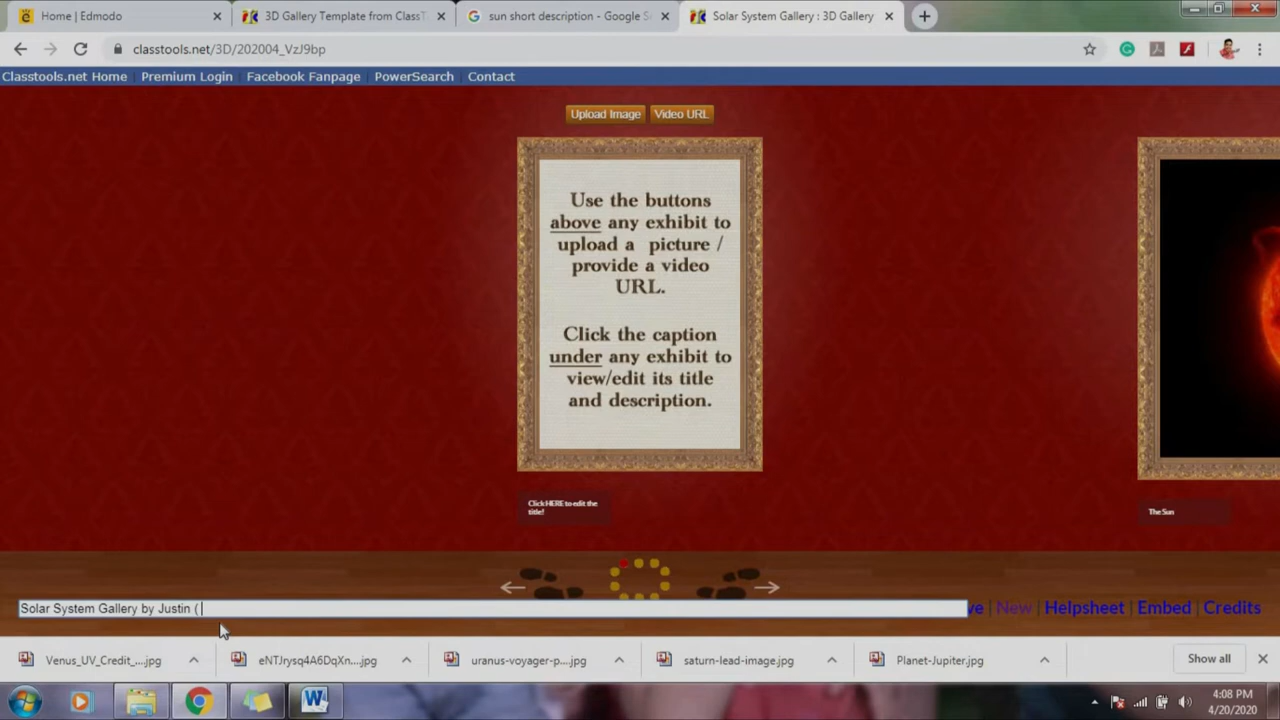 Home | Edmodo
3D Gallery Template from ClassT
sun short description - Google S
Solar System Gallery : 3D Gallery
classtools.net/3D/202004_VzJ9bp
Classtools.net Home | Premium Login | Facebook Fanpage | PowerSearch | Contact
Upload Image Video URL
Use the buttons
above any exhibit to
upload a picture /
provide a video
URL.
Click the caption
under any exhibit to
view/edit its title
and description.
Click HERE to edit the
title!
The Sun
Solar System Gallery by Justin (
ve | New | Helpsheet | Embed | Credits
Venus_UV_Credit_....jpg
eNTJrysq4A6DqXn....jpg
uranus-voyager-p....jpg
saturn-lead-image.jpg
Planet-Jupiter.jpg
Show all
4:08 PM
4/20/2020